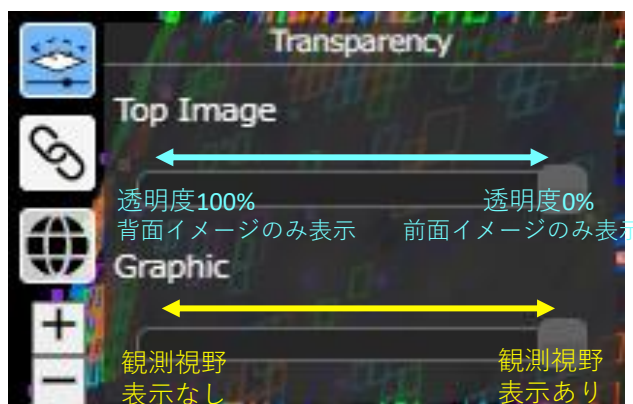 Transparency
Top Image
透明度100% 透明度0%
背面イメージのみ表示 前面イメージのみ表示
Graphic
+
観測視野 観測視野
− 表示なし 表示あり